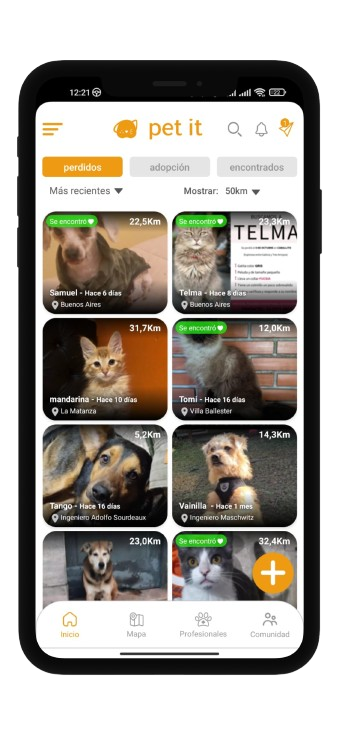 12:21
22
pet it
1
perdidos
adopción
encontrados
Más recientes
Mostrar: 50km
Se encontró
22,5Km
Samuel - Hace 6 días
Buenos Aires
Se encontró
23,3Km
TELMA
Telma - Hace 8 días
Buenos Aires
31,7Km
mandarina - Hace 10 días
La Matanza
Se encontró
12,0Km
Tomi - Hace 16 días
Villa Ballester
5,2Km
Tango - Hace 16 días
Ingeniero Adolfo Sourdeaux
14,3Km
Vainilla - Hace 1 mes
Ingeniero Maschwitz
23,0Km
Se encontró
32,4Km
Inicio
Mapa
Profesionales
Comunidad